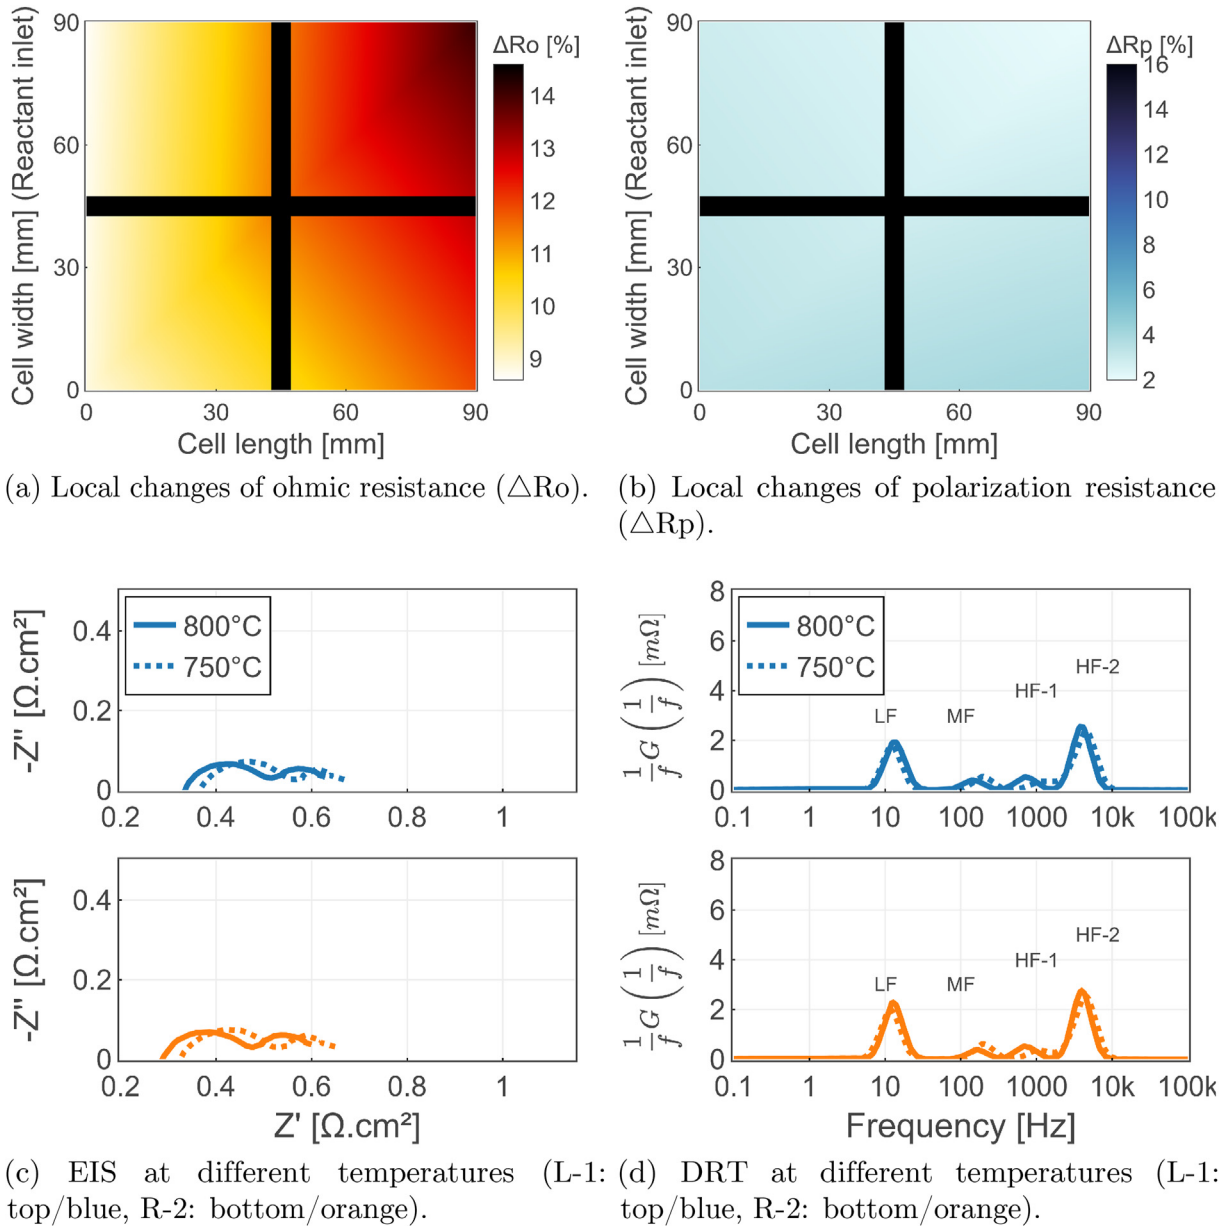 90
60
30
0
Cell width [mm] (Reactant inlet)
0 30 60 90
Cell length [mm]
ΔRo [%]
14
13
12
11
10
9
90
60
30
0
Cell width [mm] (Reactant inlet)
0 30 60 90
Cell length [mm]
ΔRp [%]
16
14
12
10
8
6
4
2
(a) Local changes of ohmic resistance (△Ro).
(b) Local changes of polarization resistance
(△Rp).
-Z" [Ω.cm²]
0.4
0.2
0
800°C
750°C
0.2 0.4 0.6 0.8 1
-Z" [Ω.cm²]
0.4
0.2
0
0.2 0.4 0.6 0.8 1
Z' [Ω.cm²]
1/f G (1/f) [mΩ]
8
6
4
2
0
800°C
750°C
LF MF HF-1 HF-2
0.1 1 10 100 1000 10k 100k
1/f G (1/f) [mΩ]
8
6
4
2
0
LF MF HF-1 HF-2
0.1 1 10 100 1000 10k 100k
Frequency [Hz]
(c) EIS at different temperatures (L-1:
top/blue, R-2: bottom/orange).
(d) DRT at different temperatures (L-1:
top/blue, R-2: bottom/orange).